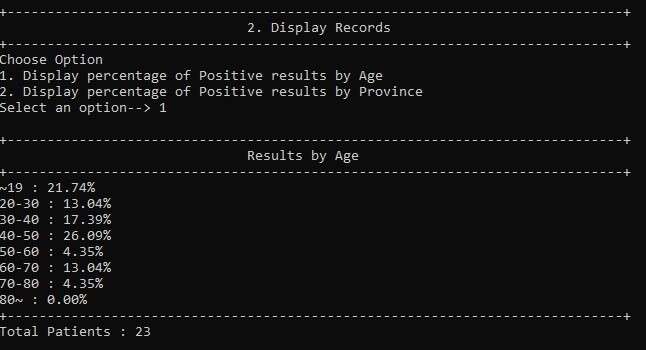 +------------------------------------------------------------------------------+
2. Display Records
+------------------------------------------------------------------------------+
Choose Option
1. Display percentage of Positive results by Age
2. Display percentage of Positive results by Province
Select an option--> 1
+------------------------------------------------------------------------------+
Results by Age
+------------------------------------------------------------------------------+
~19 : 21.74%
20-30 : 13.04%
30-40 : 17.39%
40-50 : 26.09%
50-60 : 4.35%
60-70 : 13.04%
70-80 : 4.35%
80~ : 0.00%
+------------------------------------------------------------------------------+
Total Patients : 23